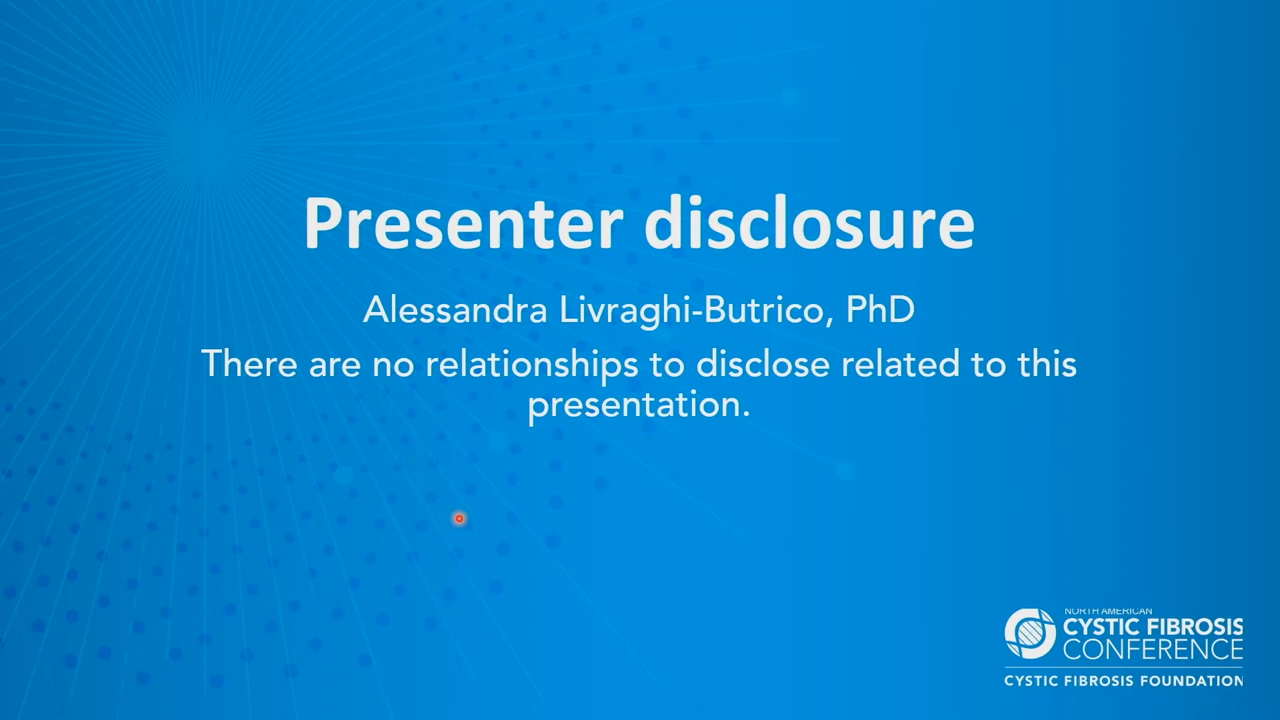 Presenter disclosure
Alessandra Livraghi-Butrico, PhD
There are no relationships to disclose related to this
presentation.
NORTH AMERICAN
CYSTIC FIBROSIS
CONFERENCE
CYSTIC FIBROSIS FOUNDATION